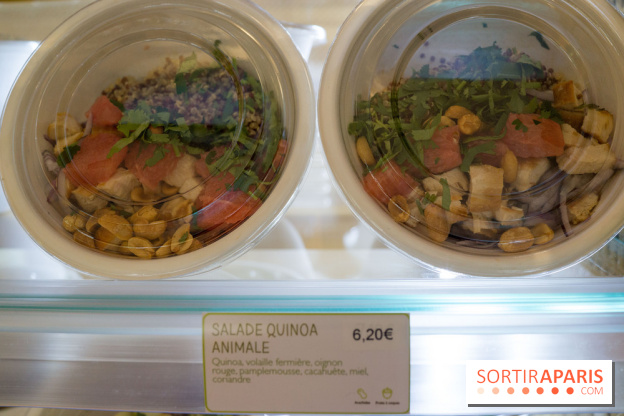 SALADE QUINOA
ANIMALE
6,20€
Quinoa, volaille fermière, oignon
rouge, pamplemousse, cacahuète, miel,
coriandre
SORTIRAPARIS
.COM